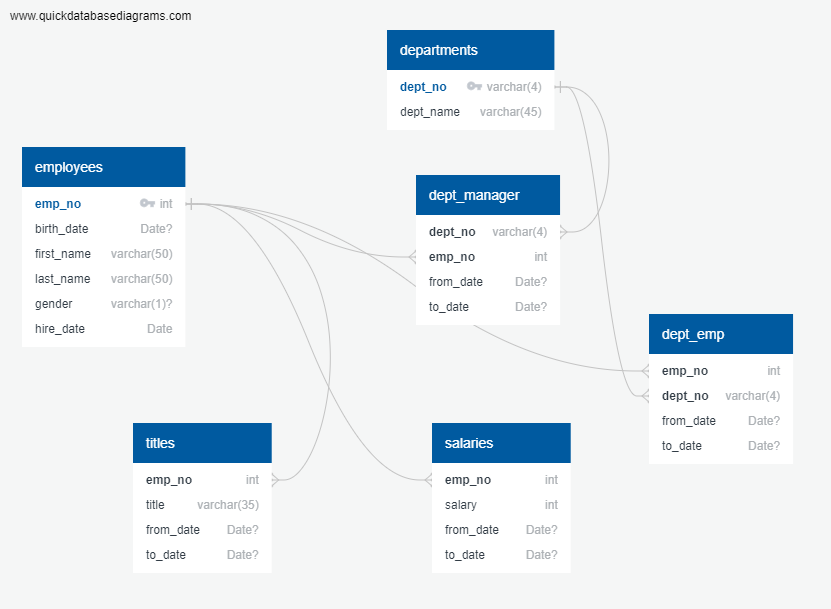 www.quickdatabasediagrams.com
departments
dept_no varchar(4)
dept_name varchar(45)
employees
emp_no int
birth_date Date?
first_name varchar(50)
last_name varchar(50)
gender varchar(1)?
hire_date Date
dept_manager
dept_no varchar(4)
emp_no int
from_date Date?
to_date Date?
dept_emp
emp_no int
dept_no varchar(4)
from_date Date?
to_date Date?
titles
emp_no int
title varchar(35)
from_date Date?
to_date Date?
salaries
emp_no int
salary int
from_date Date?
to_date Date?